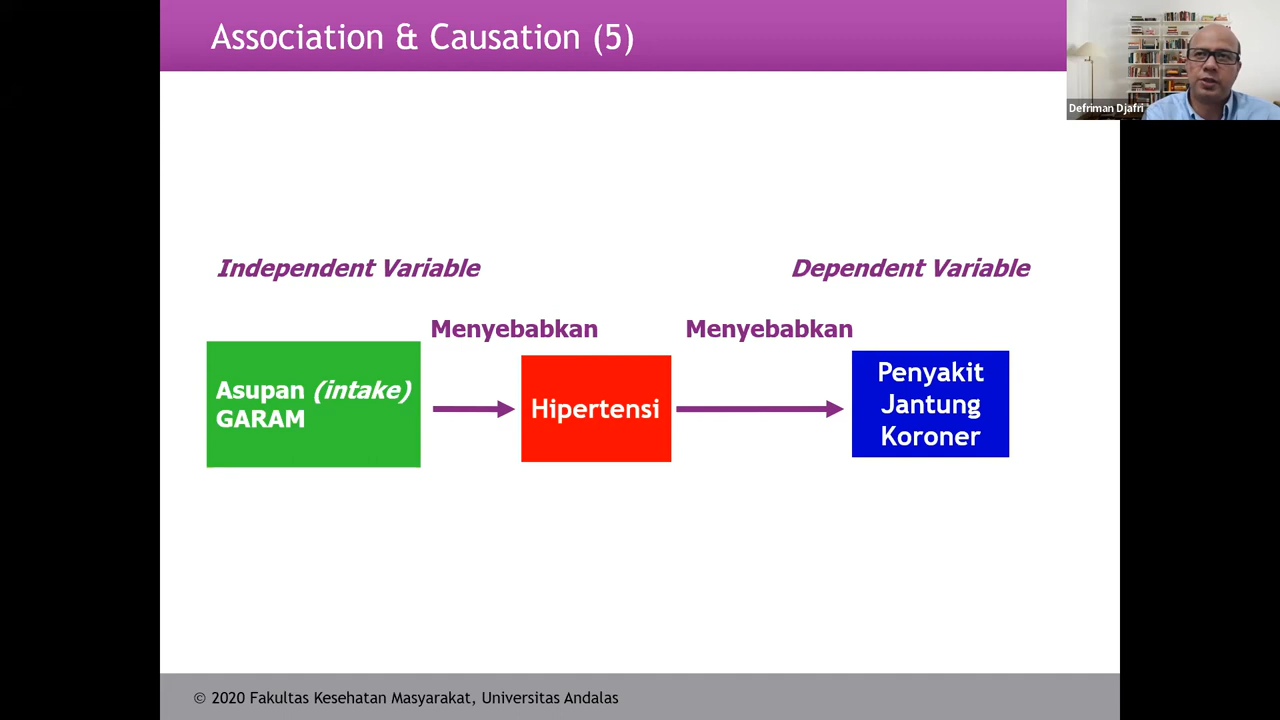 Association & Causation (5)
Defriman Djafri
Independent Variable
Dependent Variable
Menyebabkan
Menyebabkan
Asupan (intake)
GARAM
Hipertensi
Penyakit
Jantung
Koroner
© 2020 Fakultas Kesehatan Masyarakat, Universitas Andalas